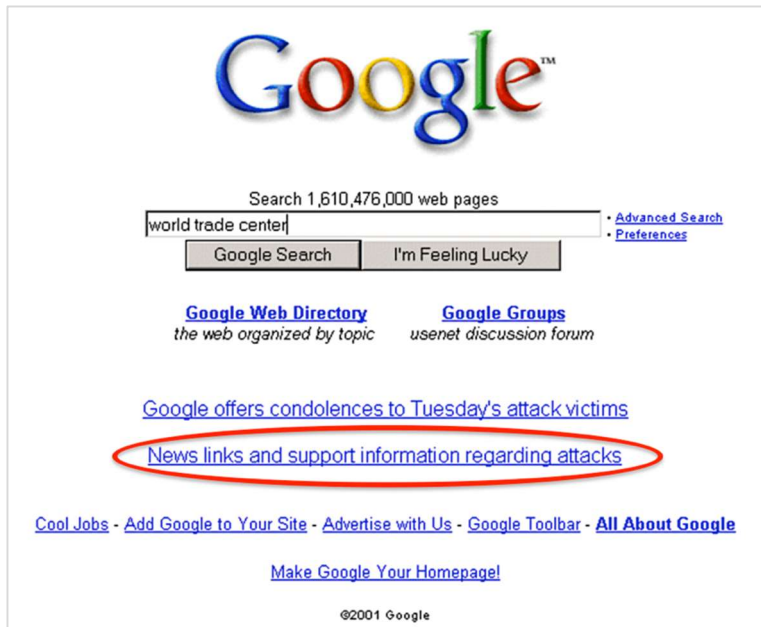 Google™
Search 1,610,476,000 web pages
world trade center
• Advanced Search
• Preferences
Google Search I'm Feeling Lucky
Google Web Directory Google Groups
the web organized by topic usenet discussion forum
Google offers condolences to Tuesday's attack victims
News links and support information regarding attacks
Cool Jobs - Add Google to Your Site - Advertise with Us - Google Toolbar - All About Google
Make Google Your Homepage!
©2001 Google